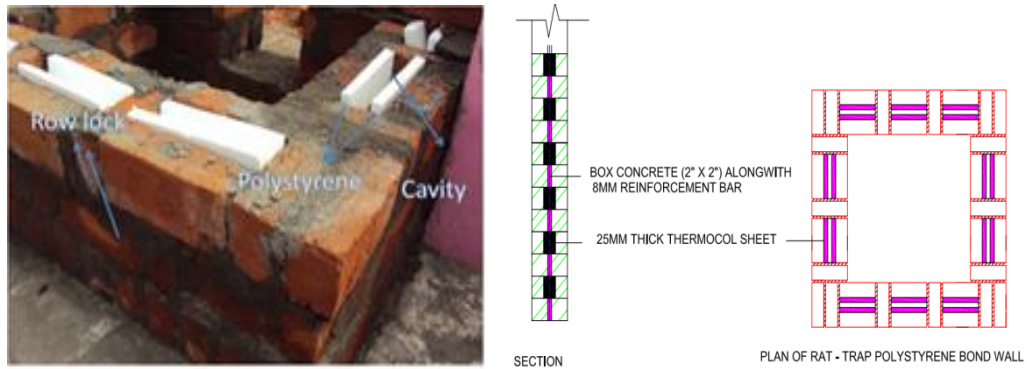 Row lock
Polystyrene
Cavity
BOX CONCRETE (2" X 2") ALONGWITH
8MM REINFORCEMENT BAR
25MM THICK THERMOCOL SHEET
SECTION
PLAN OF RAT - TRAP POLYSTYRENE BOND WALL